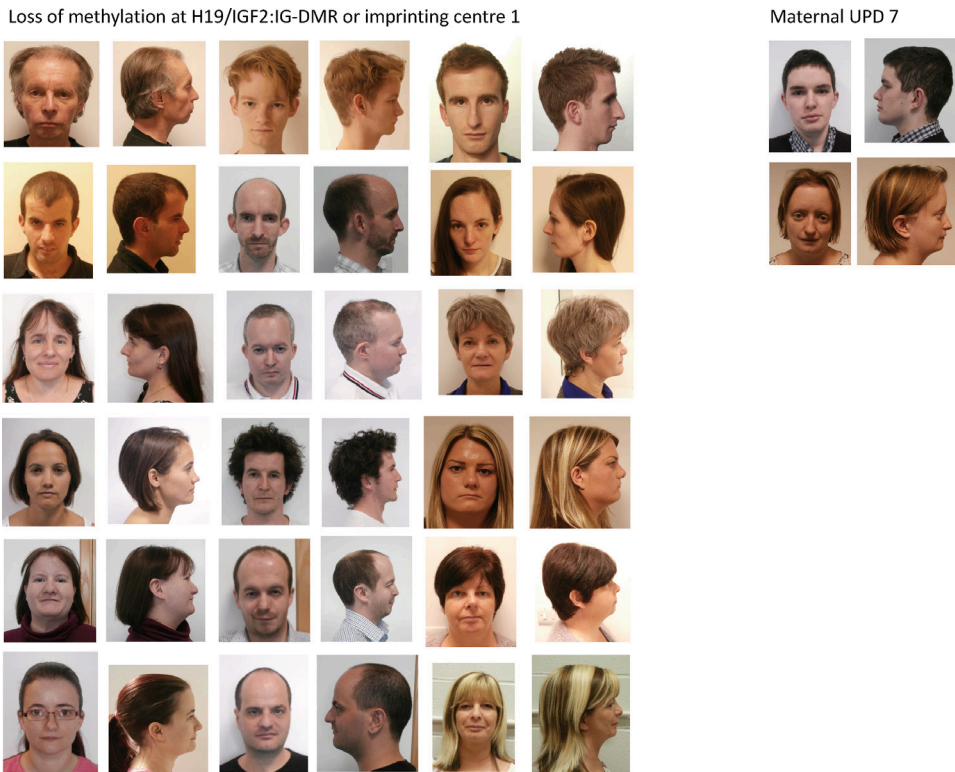 Loss of methylation at H19/IGF2:IG-DMR or imprinting centre 1
Maternal UPD 7